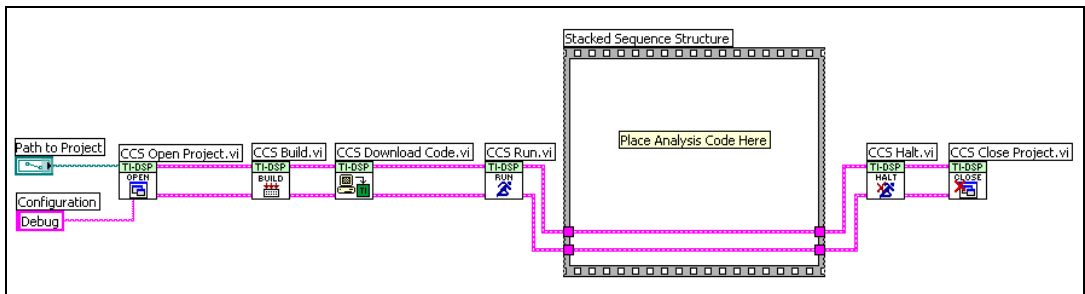 Stacked Sequence Structure
Place Analysis Code Here
Path to Project
CCS Open Project.vi
CCS Build.vi
CCS Download Code.vi
CCS Run.vi
CCS Halt.vi
CCS Close Project.vi
TI-DSP
OPEN
TI-DSP
BUILD
TI-DSP
TI
TI-DSP
RUN
TI-DSP
HALT
TI-DSP
CLOSE
Configuration
Debug